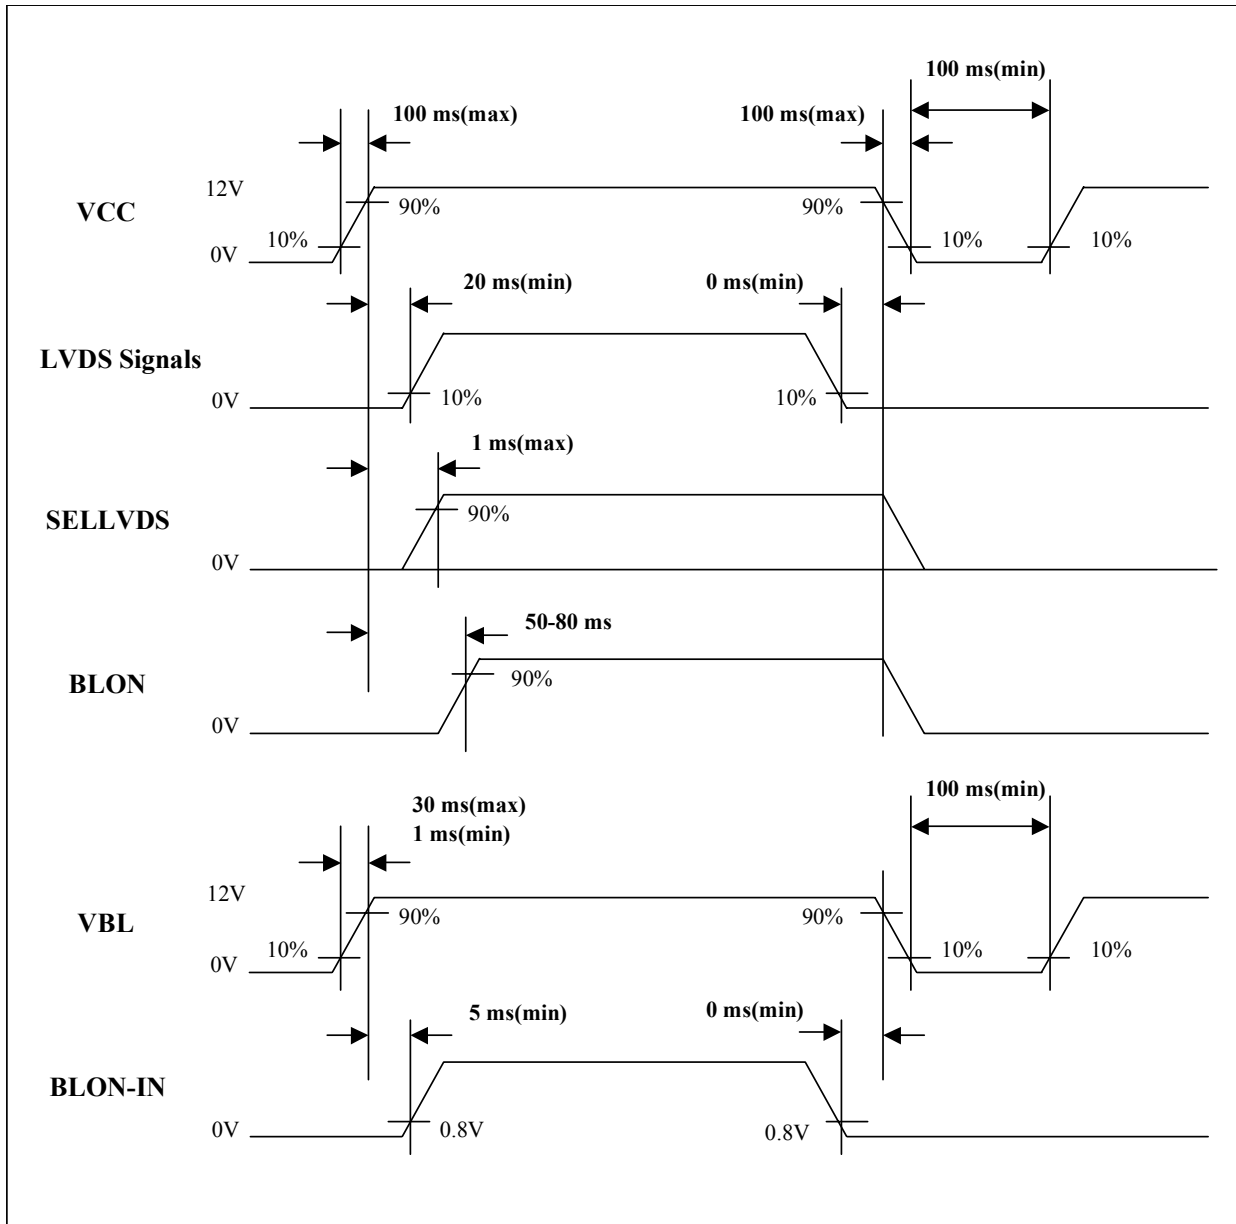 100 ms(min)
100 ms(max)
100 ms(max)
12V
VCC
90%
90%
10%
0V
10%
10%
20 ms(min)
0 ms(min)
LVDS Signals
0V
10%
10%
1 ms(max)
SELLVDS
90%
0V
50-80 ms
BLON
90%
0V
100 ms(min)
30 ms(max)
1 ms(min)
12V
VBL
90%
90%
10%
0V
10%
10%
5 ms(min)
0 ms(min)
BLON-IN
0V
0.8V
0.8V